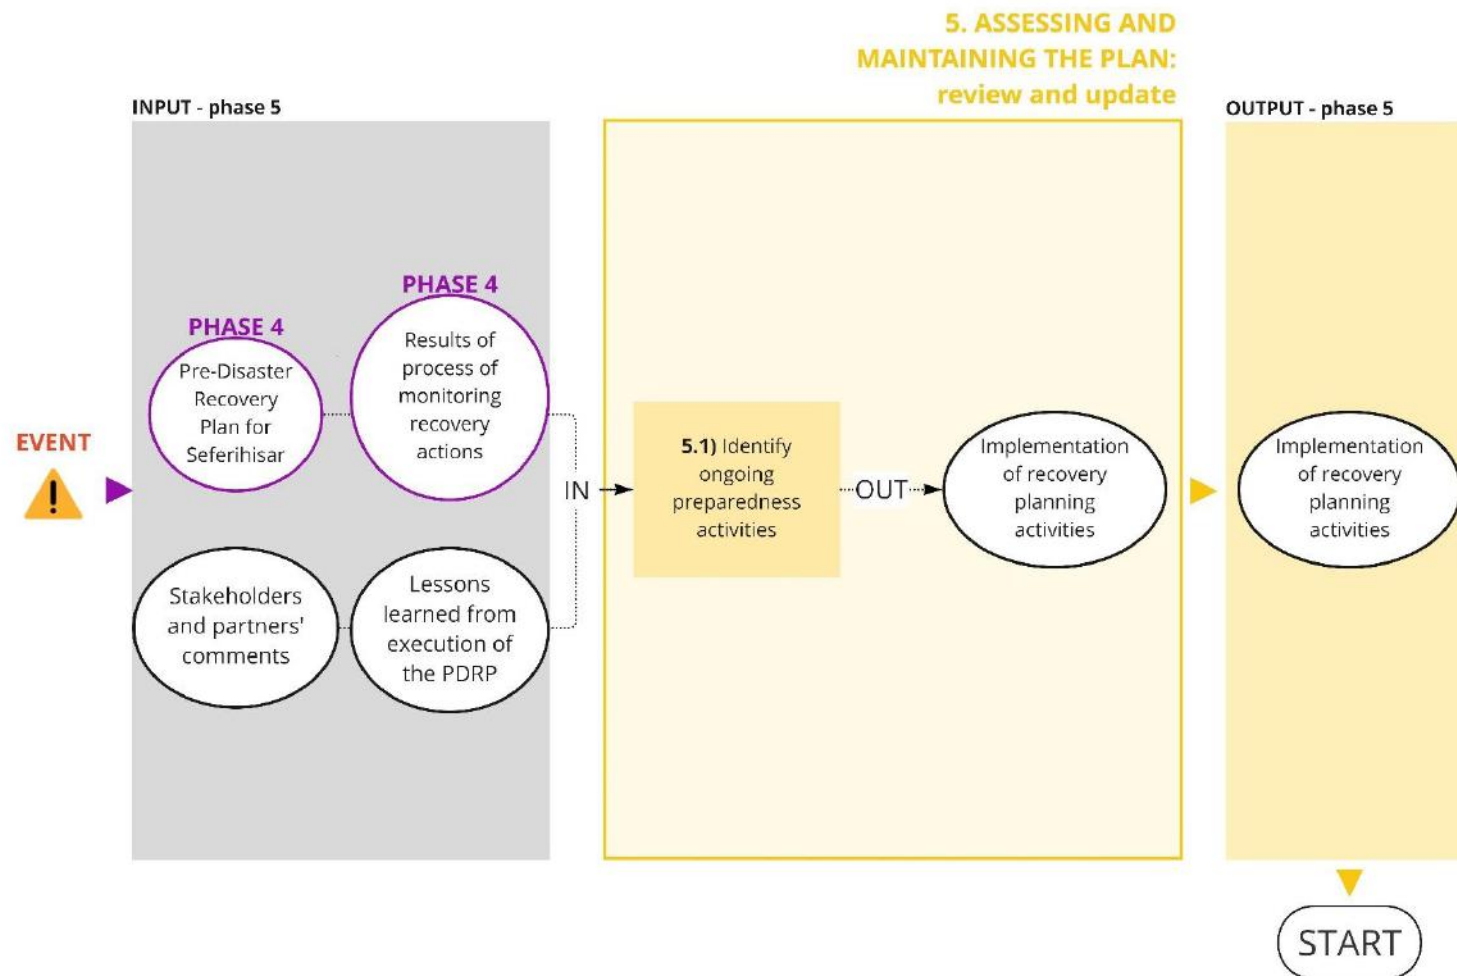 5. ASSESSING AND
MAINTAINING THE PLAN:
review and update
INPUT - phase 5
OUTPUT - phase 5
PHASE 4
PHASE 4
Pre-Disaster
Recovery
Plan for
Seferihisar
Results of
process of
monitoring
recovery
actions
EVENT
Stakeholders
and partners'
comments
Lessons
learned from
execution of
the PDRP
IN
5.1) Identify
ongoing
preparedness
activities
OUT
Implementation
of recovery
planning
activities
Implementation
of recovery
planning
activities
START